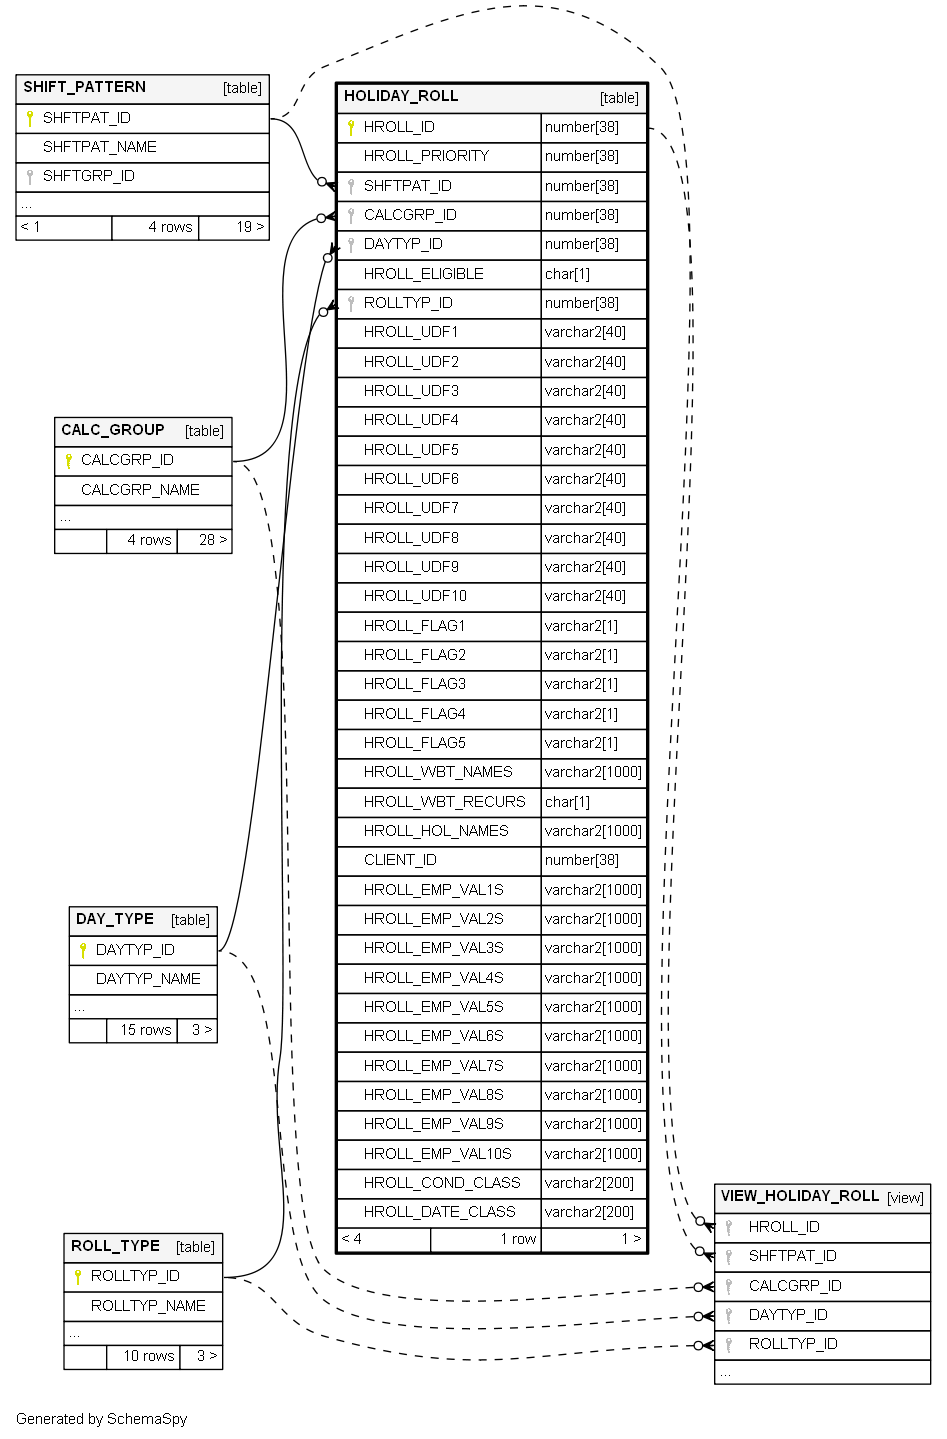 SHIFT_PATTERN [table]
SHFTPAT_ID
SHFTPAT_NAME
SHFTGRP_ID
...
< 1 4 rows 19 >
HOLIDAY_ROLL [table]
HROLL_ID number[38]
HROLL_PRIORITY number[38]
SHFTPAT_ID number[38]
CALCGRP_ID number[38]
DAYTYP_ID number[38]
HROLL_ELIGIBLE char[1]
ROLLTYP_ID number[38]
HROLL_UDF1 varchar2[40]
HROLL_UDF2 varchar2[40]
HROLL_UDF3 varchar2[40]
HROLL_UDF4 varchar2[40]
HROLL_UDF5 varchar2[40]
HROLL_UDF6 varchar2[40]
HROLL_UDF7 varchar2[40]
HROLL_UDF8 varchar2[40]
HROLL_UDF9 varchar2[40]
HROLL_UDF10 varchar2[40]
HROLL_FLAG1 varchar2[1]
HROLL_FLAG2 varchar2[1]
HROLL_FLAG3 varchar2[1]
HROLL_FLAG4 varchar2[1]
HROLL_FLAG5 varchar2[1]
HROLL_WBT_NAMES varchar2[1000]
HROLL_WBT_RECURS char[1]
HROLL_HOL_NAMES varchar2[1000]
CLIENT_ID number[38]
HROLL_EMP_VAL1S varchar2[1000]
HROLL_EMP_VAL2S varchar2[1000]
HROLL_EMP_VAL3S varchar2[1000]
HROLL_EMP_VAL4S varchar2[1000]
HROLL_EMP_VAL5S varchar2[1000]
HROLL_EMP_VAL6S varchar2[1000]
HROLL_EMP_VAL7S varchar2[1000]
HROLL_EMP_VAL8S varchar2[1000]
HROLL_EMP_VAL9S varchar2[1000]
HROLL_EMP_VAL10S varchar2[1000]
HROLL_COND_CLASS varchar2[200]
HROLL_DATE_CLASS varchar2[200]
< 4 1 row 1 >
CALC_GROUP [table]
CALCGRP_ID
CALCGRP_NAME
...
4 rows 28 >
DAY_TYPE [table]
DAYTYP_ID
DAYTYP_NAME
...
15 rows 3 >
ROLL_TYPE [table]
ROLLTYP_ID
ROLLTYP_NAME
...
10 rows 3 >
VIEW_HOLIDAY_ROLL [view]
HROLL_ID
SHFTPAT_ID
CALCGRP_ID
DAYTYP_ID
ROLLTYP_ID
...
Generated by SchemaSpy